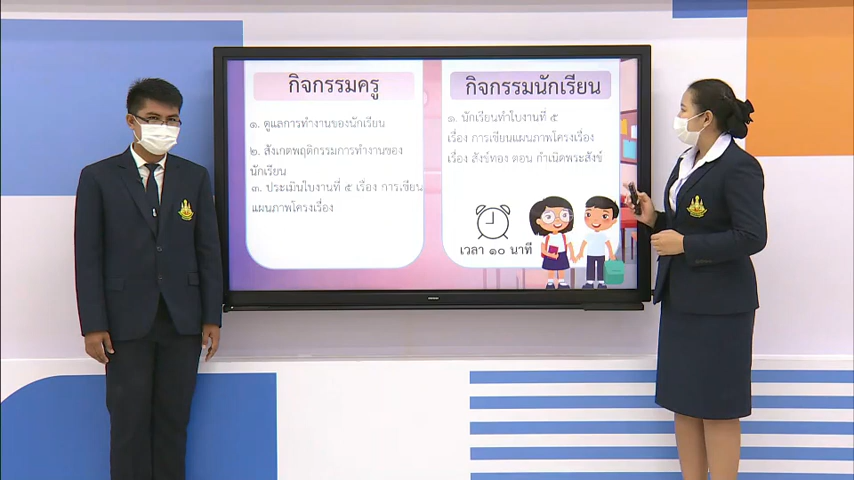 กิจกรรมครู
๑. ดูแลการทำงานของนักเรียน
๒. สังเกตพฤติกรรมการทำงานของ
นักเรียน
๓. ประเมินใบงานที่ ๕ เรื่อง การเขียน
แผนภาพโครงเรื่อง
กิจกรรมนักเรียน
๑. นักเรียนทำใบงานที่ ๕
เรื่อง การเขียนแผนภาพโครงเรื่อง
เรื่อง สังข์ทอง ตอน กำเนิดพระสังข์
เวลา ๑๐ นาที